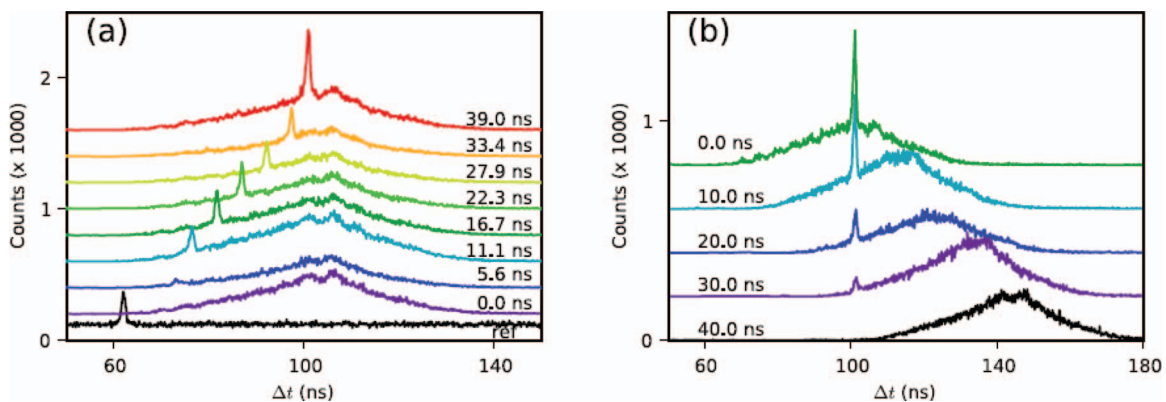 (a)
Counts (x 1000)
2
1
0
39.0 ns
33.4 ns
27.9 ns
22.3 ns
16.7 ns
11.1 ns
5.6 ns
0.0 ns
ref
60
100
140
Δt (ns)
(b)
Counts (x 1000)
1
0
0.0 ns
10.0 ns
20.0 ns
30.0 ns
40.0 ns
60
100
140
180
Δt (ns)